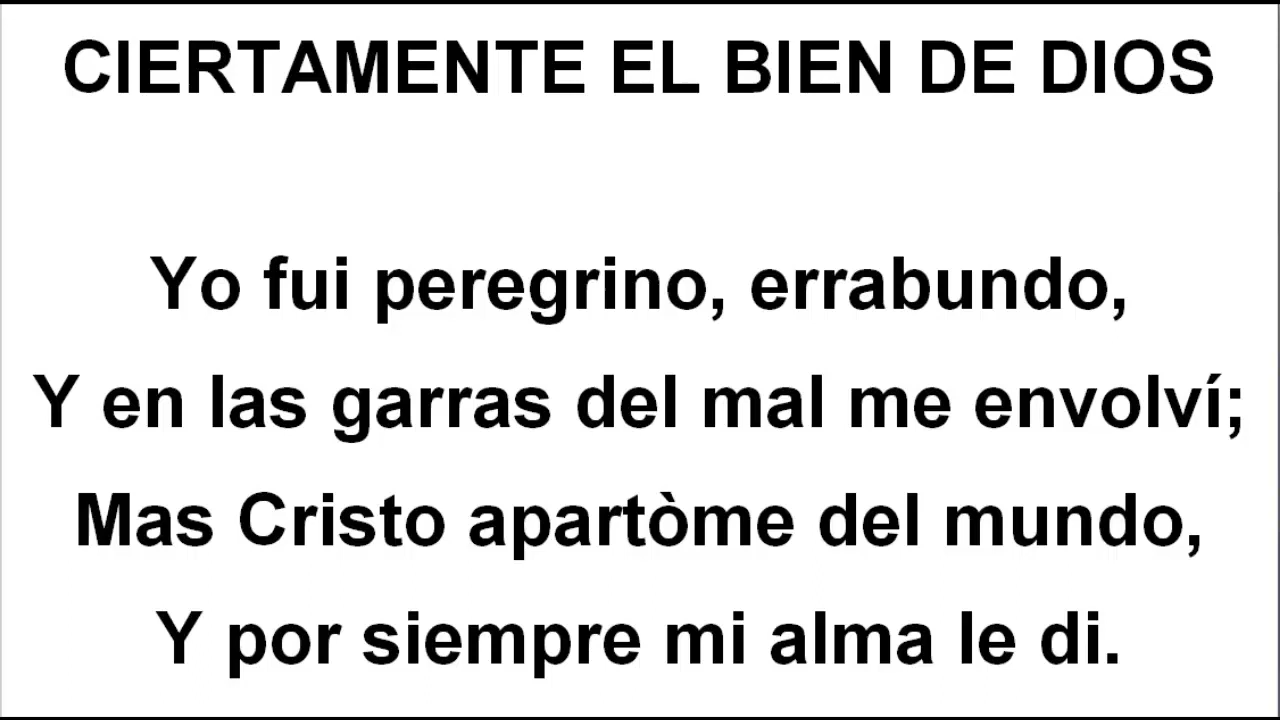 CIERTAMENTE EL BIEN DE DIOS
Yo fui peregrino, errabundo,
Y en las garras del mal me envolví;
Mas Cristo apartòme del mundo,
Y por siempre mi alma le di.